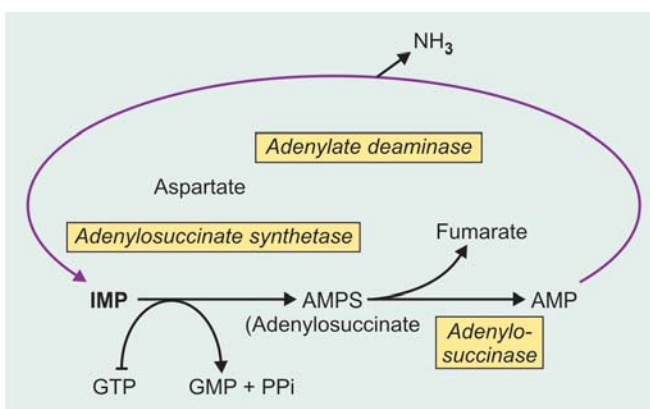 NH3
Adenylate deaminase
Aspartate
Adenylosuccinate synthetase
Fumarate
IMP
AMPS
AMP
(Adenylosuccinate
Adenylo-
succinase
GTP
GMP + PPi